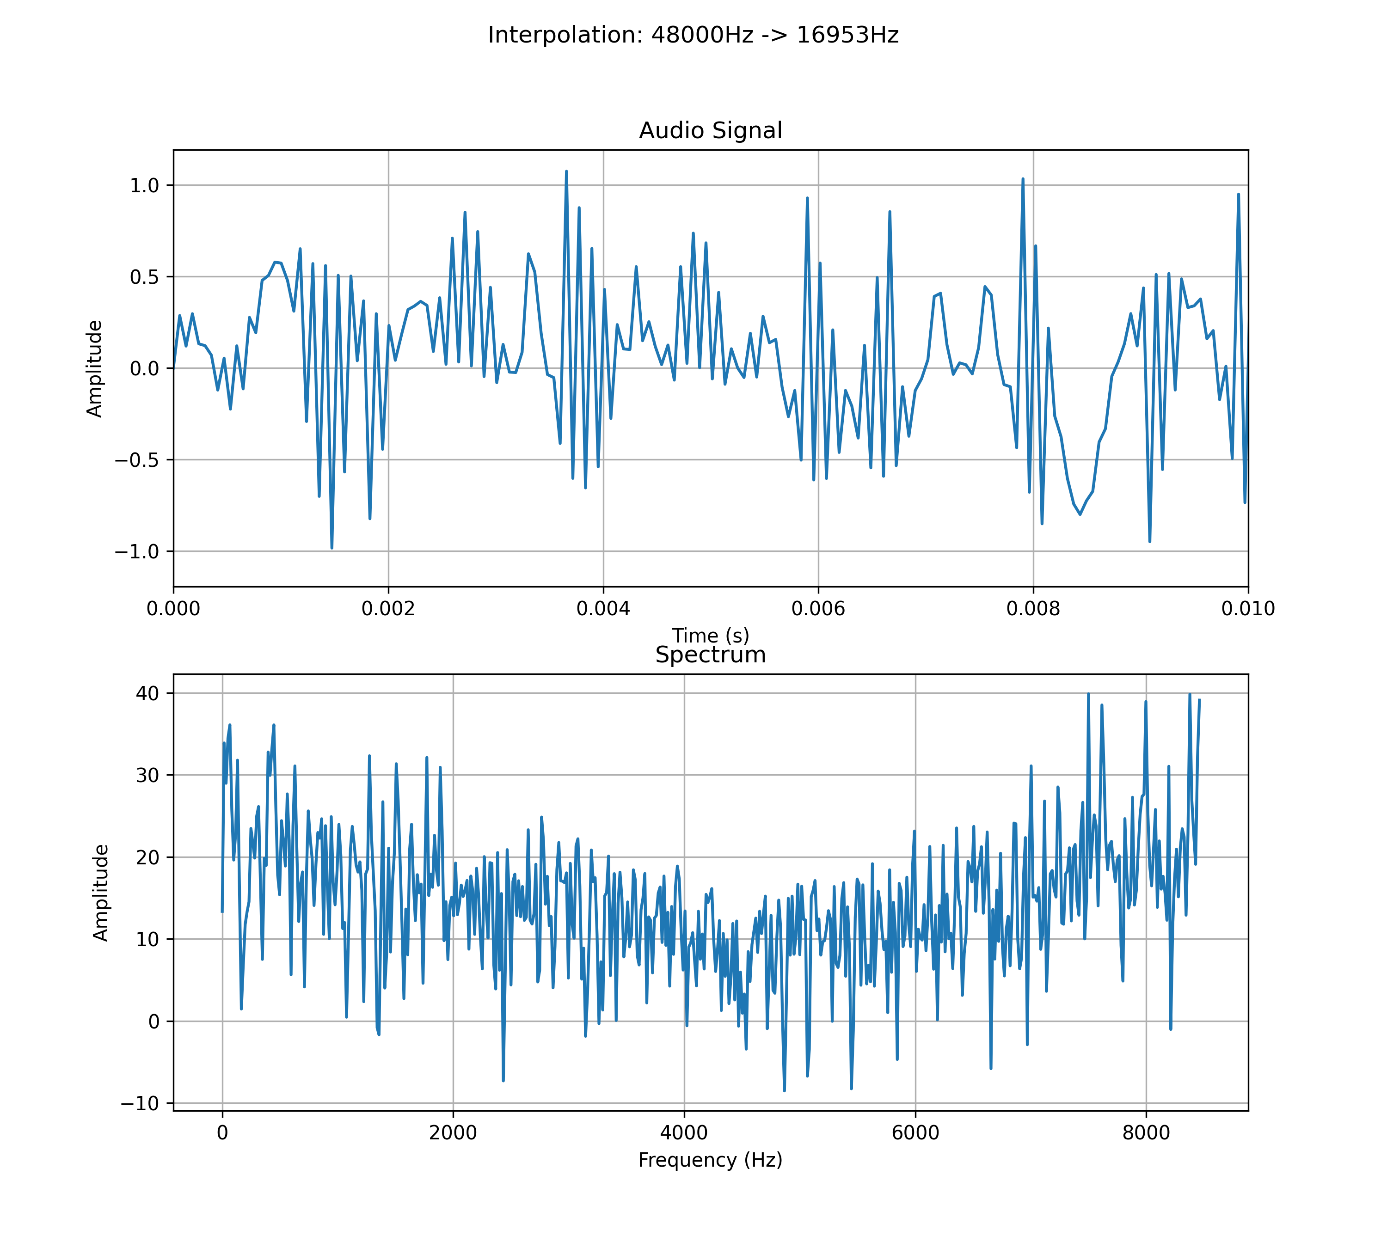 Interpolation: 48000Hz -> 16953Hz
Audio Signal
Amplitude
1.0
0.5
0.0
−0.5
−1.0
0.000 0.002 0.004 0.006 0.008 0.010
Time (s)
Spectrum
Amplitude
40
30
20
10
0
−10
0 2000 4000 6000 8000
Frequency (Hz)